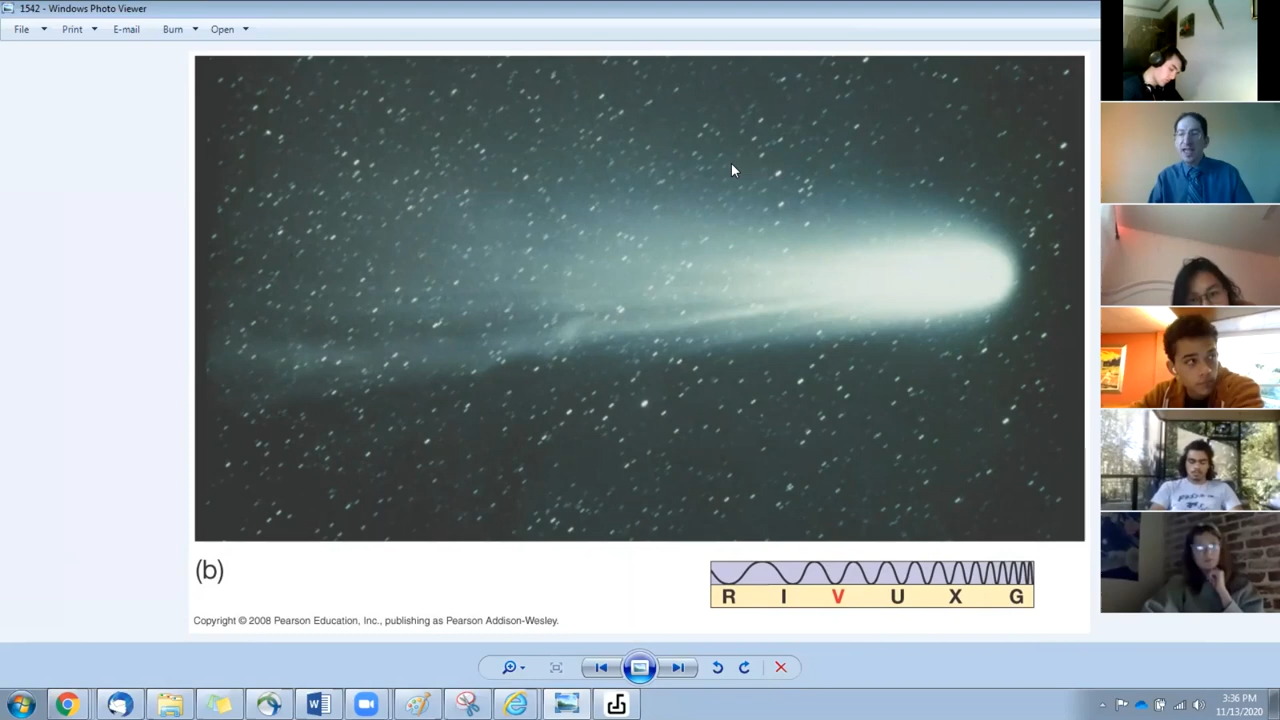 1542 - Windows Photo Viewer
File Print E-mail Burn Open
(b)
R I V U X G
Copyright © 2008 Pearson Education, Inc., publishing as Pearson Addison-Wesley.
3:36 PM
11/13/2020